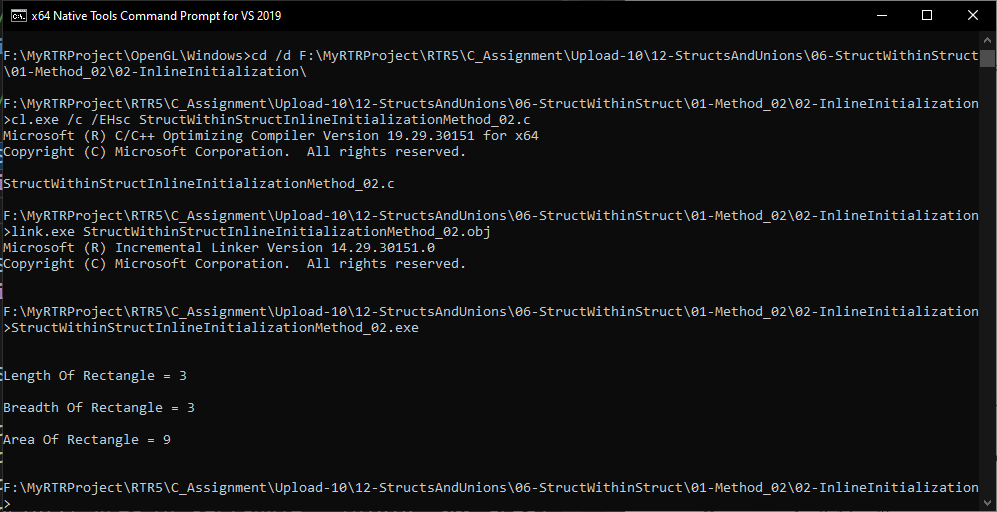 x64 Native Tools Command Prompt for VS 2019
F:\MyRTRProject\OpenGL\Windows>cd /d F:\MyRTRProject\RTR5\C_Assignment\Upload-10\12-StructsAndUnions\06-StructWithinStruct
\01-Method_02\02-InlineInitialization\
F:\MyRTRProject\RTR5\C_Assignment\Upload-10\12-StructsAndUnions\06-StructWithinStruct\01-Method_02\02-InlineInitialization
>cl.exe /c /EHsc StructWithinStructInlineInitializationMethod_02.c
Microsoft (R) C/C++ Optimizing Compiler Version 19.29.30151 for x64
Copyright (C) Microsoft Corporation.  All rights reserved.
StructWithinStructInlineInitializationMethod_02.c
F:\MyRTRProject\RTR5\C_Assignment\Upload-10\12-StructsAndUnions\06-StructWithinStruct\01-Method_02\02-InlineInitialization
>link.exe StructWithinStructInlineInitializationMethod_02.obj
Microsoft (R) Incremental Linker Version 14.29.30151.0
Copyright (C) Microsoft Corporation.  All rights reserved.
F:\MyRTRProject\RTR5\C_Assignment\Upload-10\12-StructsAndUnions\06-StructWithinStruct\01-Method_02\02-InlineInitialization
>StructWithinStructInlineInitializationMethod_02.exe
Length Of Rectangle = 3
Breadth Of Rectangle = 3
Area Of Rectangle = 9
F:\MyRTRProject\RTR5\C_Assignment\Upload-10\12-StructsAndUnions\06-StructWithinStruct\01-Method_02\02-InlineInitialization
>